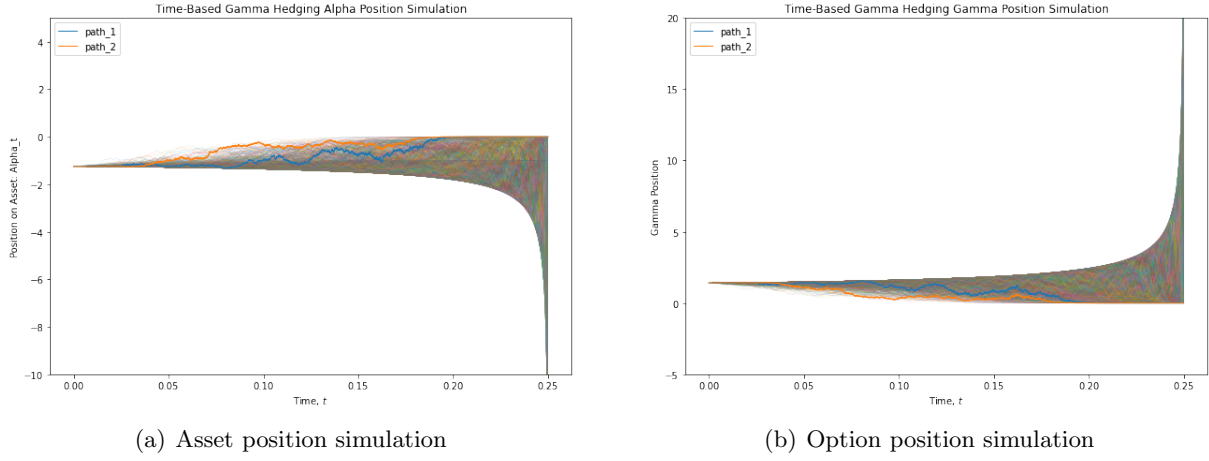 Time-Based Gamma Hedging Alpha Position Simulation
path_1
path_2
4
2
0
−2
−4
−6
−8
−10
Position on Asset: Alpha_t
0.00 0.05 0.10 0.15 0.20 0.25
Time, t
(a) Asset position simulation
Time-Based Gamma Hedging Gamma Position Simulation
path_1
path_2
20
15
10
5
0
−5
Gamma Position
0.00 0.05 0.10 0.15 0.20 0.25
Time, t
(b) Option position simulation